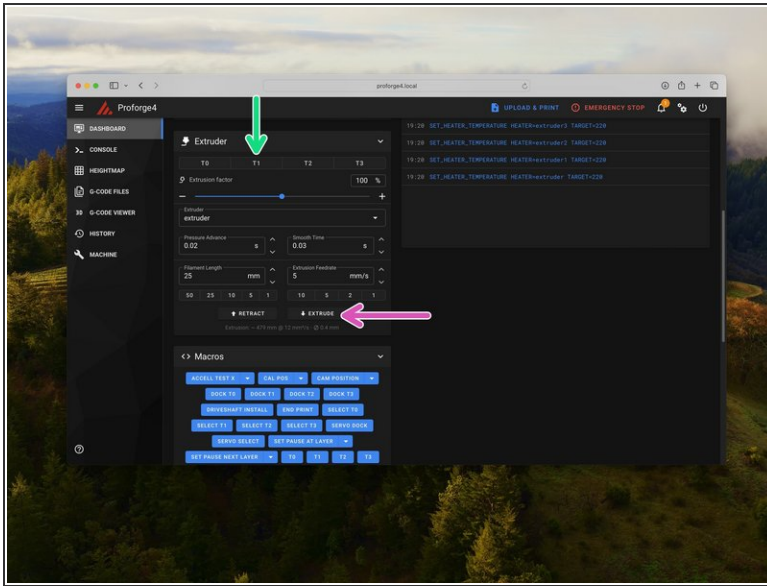 proforge4.local
Proforge4
UPLOAD & PRINT
EMERGENCY STOP
DASHBOARD
CONSOLE
HEIGHTMAP
G-CODE FILES
G-CODE VIEWER
HISTORY
MACHINE
Extruder
T0 T1 T2 T3
Extrusion factor
100 %
Extruder
extruder
Pressure Advance
0.02 s
Smooth Time
0.03 s
Filament Length
25 mm
Extrusion Feedrate
5 mm/s
50 25 10 5 1
10 5 2 1
RETRACT
EXTRUDE
Macros
ACCELL TEST X
CAL POS
CAM POSITION
DOCK T0 DOCK T1 DOCK T2 DOCK T3
DRIVESHAFT INSTALL END PRINT SELECT T0
SELECT T1 SELECT T2 SELECT T3 SERVO DOCK
SERVO SELECT SET PAUSE AT LAYER
SET PAUSE NEXT LAYER T0 T1 T2 T3
19:20 SET_HEATER_TEMPERATURE HEATER=extruder3 TARGET=220
19:20 SET_HEATER_TEMPERATURE HEATER=extruder2 TARGET=220
19:20 SET_HEATER_TEMPERATURE HEATER=extruder1 TARGET=220
19:20 SET_HEATER_TEMPERATURE HEATER=extruder TARGET=220